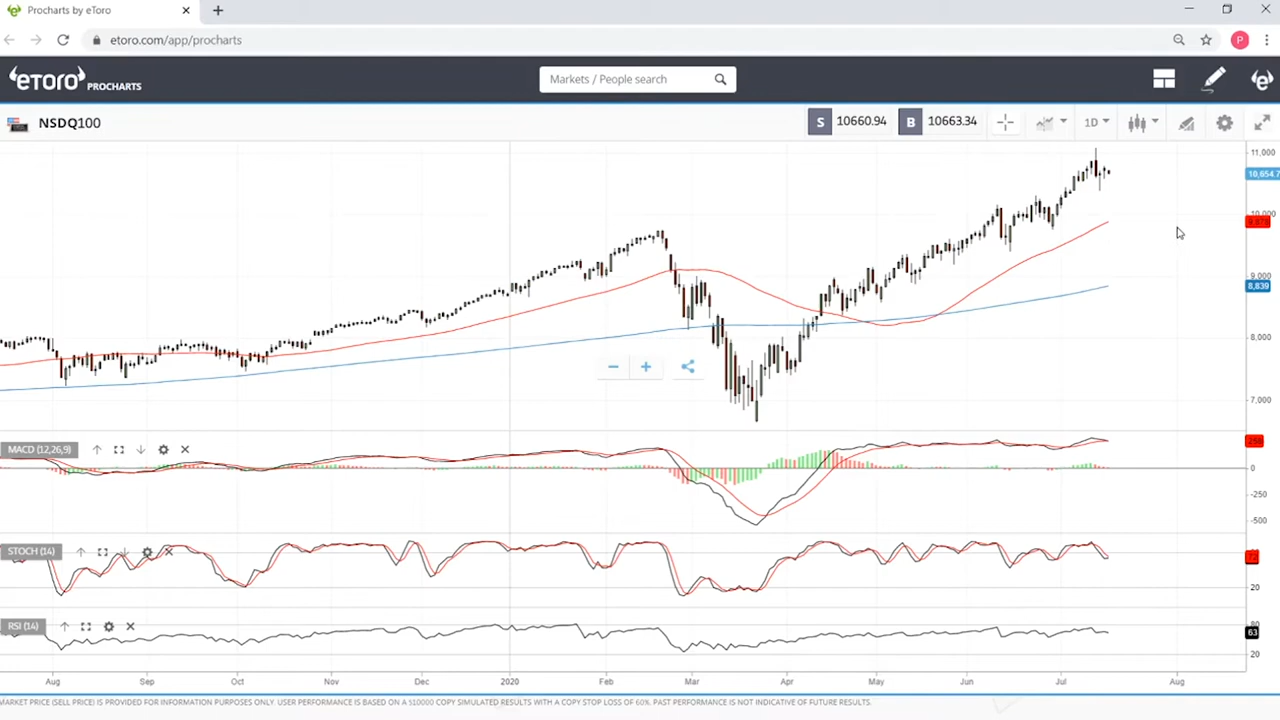 Procharts by eToro
etoro.com/app/procharts
P
eToro PROCHARTS
Markets / People search
NSDQ100
S 10660.94 B 10663.34 1D
11,000
10,654.7
10,000
9,000
8,839
8,000
7,000
MACD (12,26,9)
0
-250
-500
STOCH (14)
72
20
RSI (14)
80
63
20
Aug Sep Oct Nov Dec 2020 Feb Mar Apr May Jun Jul Aug
MARKET PRICE (SELL PRICE) IS PROVIDED FOR INFORMATION PURPOSES ONLY. USER PERFORMANCE IS BASED ON A $10000 COPY SIMULATED RESULTS WITH A COPY STOP LOSS OF 60%. PAST PERFORMANCE IS NOT INDICATIVE OF FUTURE RESULTS.